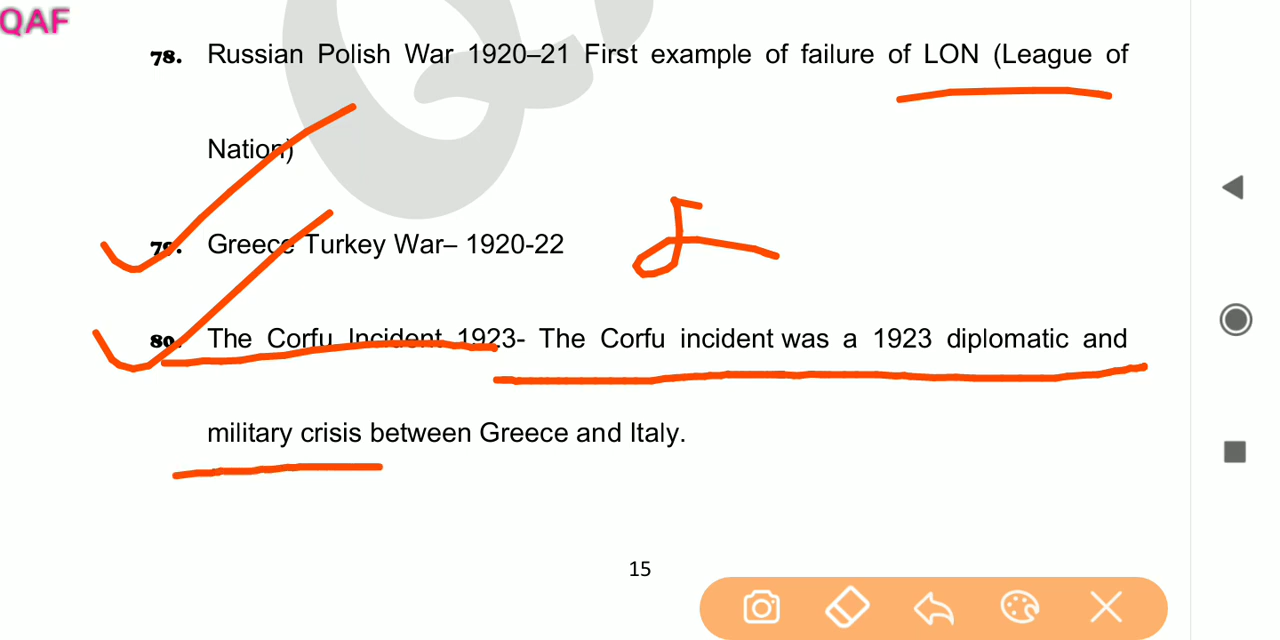 QAF
78. Russian Polish War 1920–21 First example of failure of LON (League of
Nation)
79. Greece Turkey War– 1920-22
80. The Corfu Incident 1923- The Corfu incident was a 1923 diplomatic and
military crisis between Greece and Italy.
15